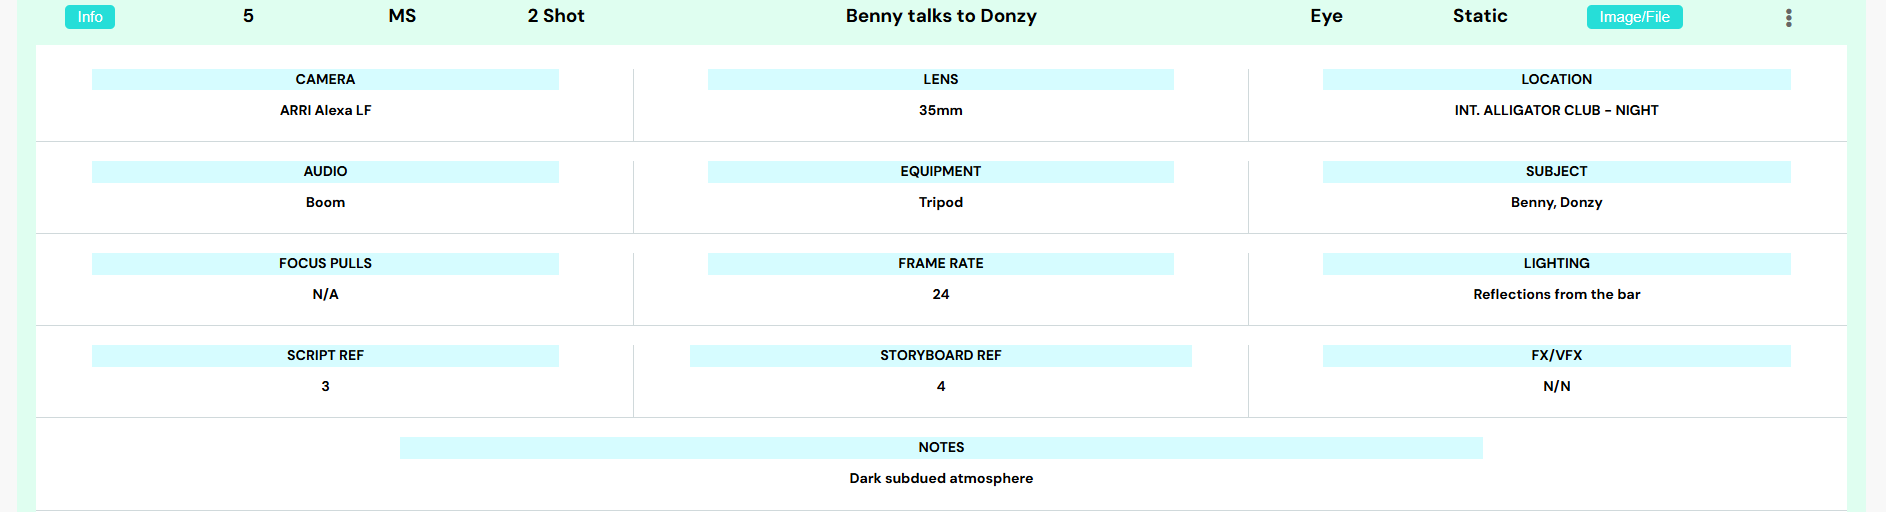 Info 5 MS 2 Shot Benny talks to Donzy Eye Static Image/File
CAMERA LENS LOCATION
ARRI Alexa LF 35mm INT. ALLIGATOR CLUB - NIGHT
AUDIO EQUIPMENT SUBJECT
Boom Tripod Benny, Donzy
FOCUS PULLS FRAME RATE LIGHTING
N/A 24 Reflections from the bar
SCRIPT REF STORYBOARD REF FX/VFX
3 4 N/N
NOTES
Dark subdued atmosphere